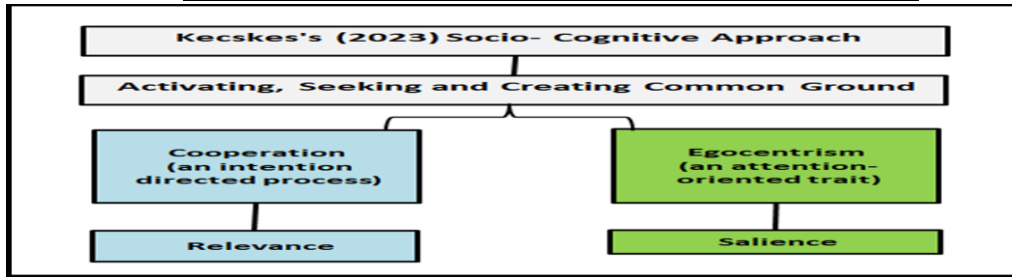 Kecskes's (2023) Socio- Cognitive Approach
Activating, Seeking and Creating Common Ground
Cooperation
(an intention
directed process)
Egocentrism
(an attention-
oriented trait)
Relevance
Salience